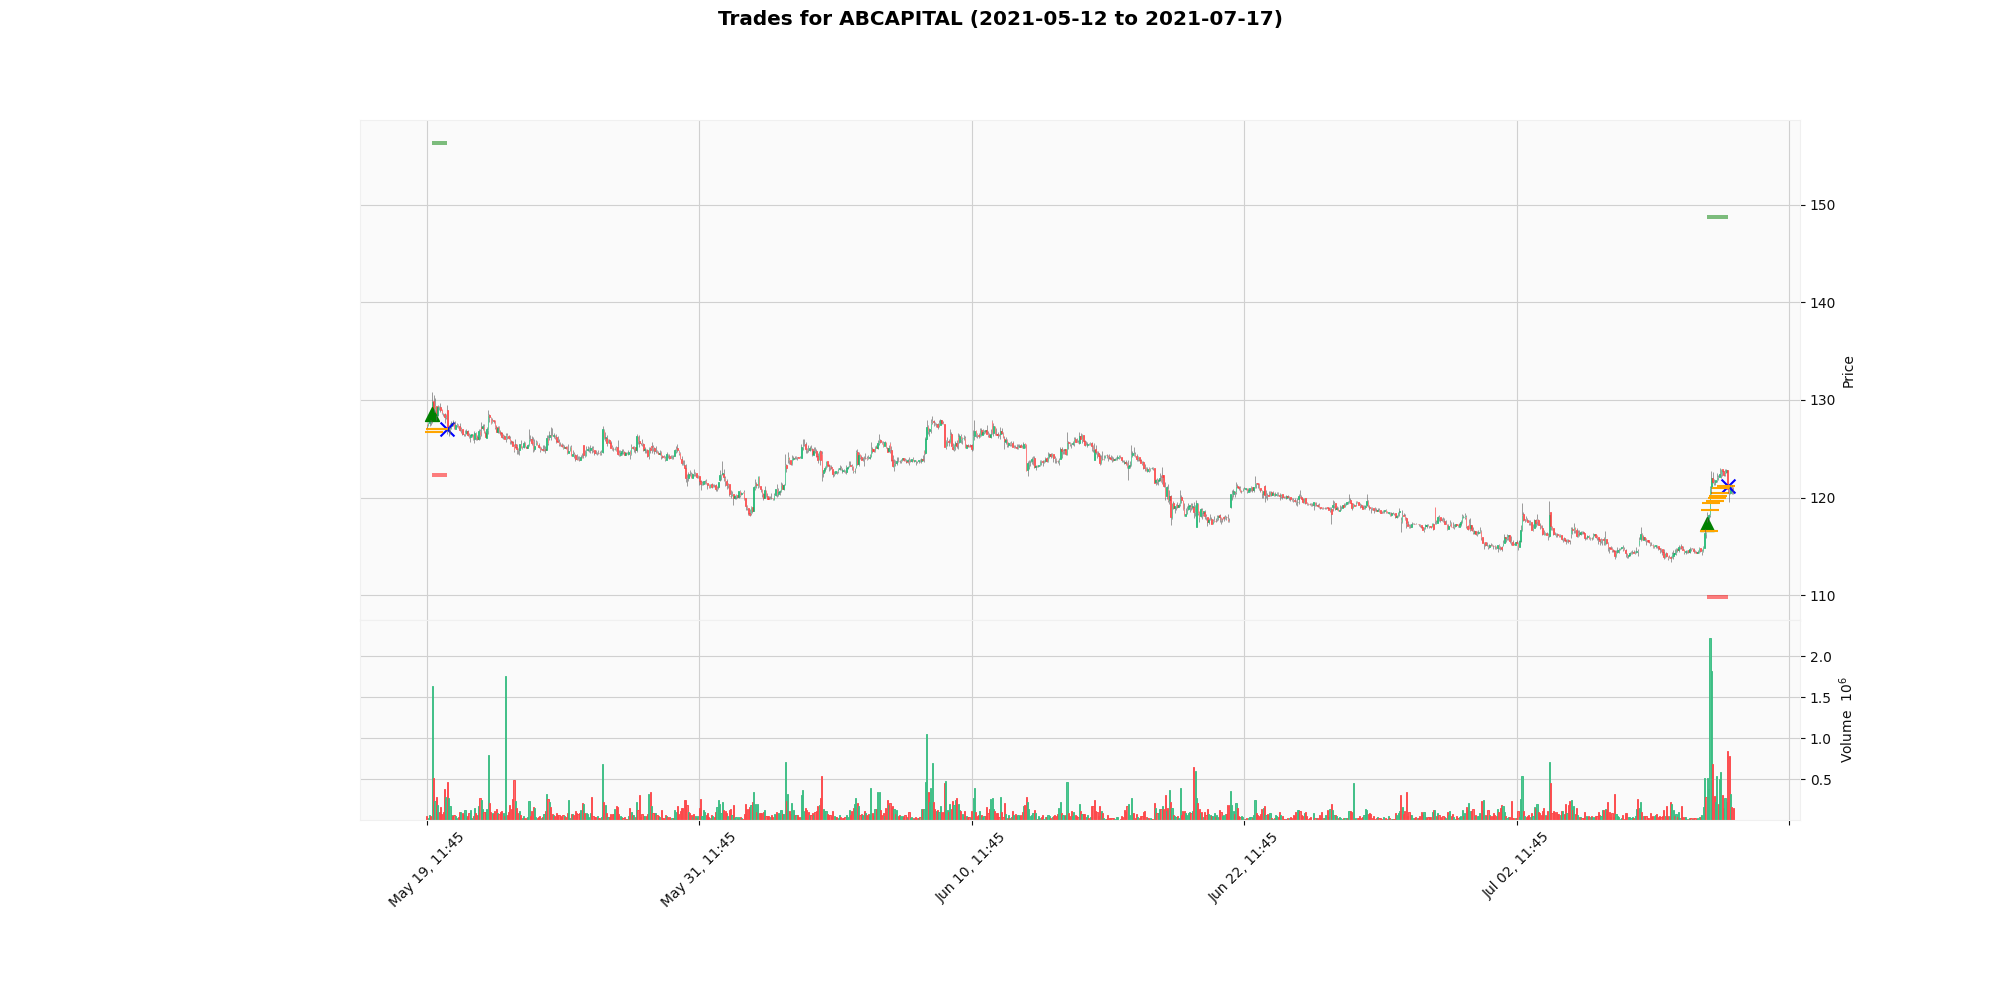 Trades for ABCAPITAL (2021-05-12 to 2021-07-17)
150
140
130
120
110
Price
2.0
1.5
1.0
0.5
Volume 10⁶
May 19, 11:45
May 31, 11:45
Jun 10, 11:45
Jun 22, 11:45
Jul 02, 11:45